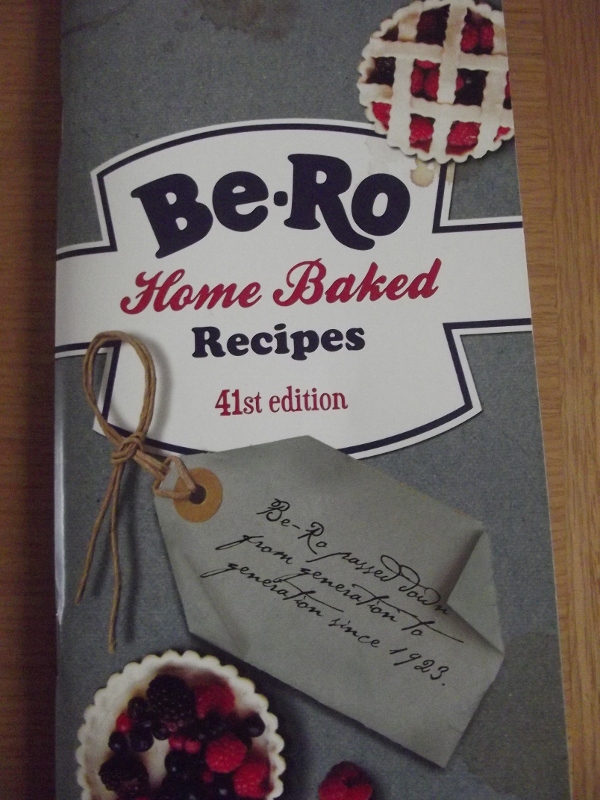 Be·Ro
Home Baked
Recipes
41st edition
Be-Ro passed down
from generation to
generation since 1923.